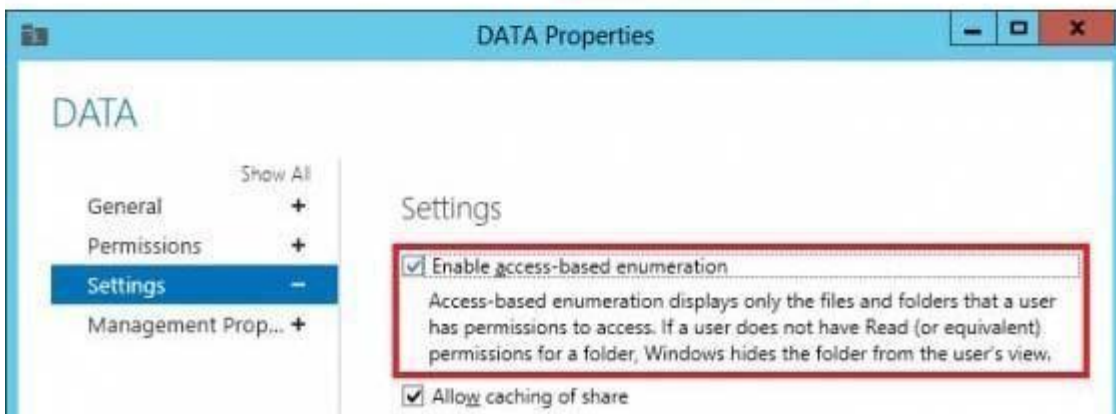 DATA Properties
DATA
Show All
General +
Permissions +
Settings −
Management Prop... +
Settings
Enable access-based enumeration
Access-based enumeration displays only the files and folders that a user
has permissions to access. If a user does not have Read (or equivalent)
permissions for a folder, Windows hides the folder from the user's view.
Allow caching of share